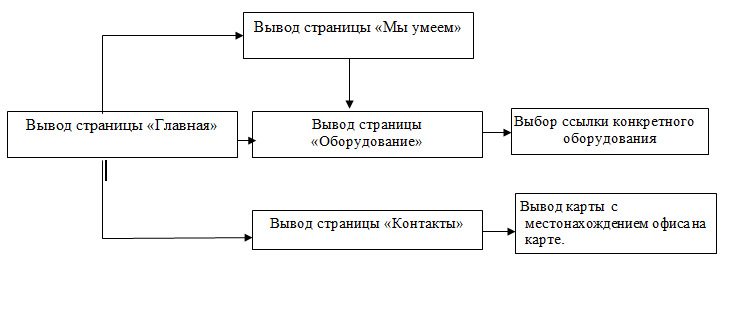 Вывод страницы «Мы умеем»
Вывод страницы «Главная»
Вывод страницы
«Оборудование»
Выбор ссылки конкретного
оборудования
Вывод страницы «Контакты»
Вывод карты с
местонахождением офиса на
карте.